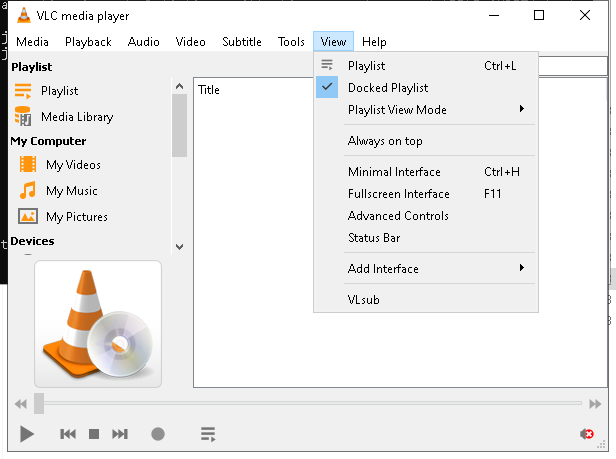 VLC media player
Media Playback Audio Video Subtitle Tools View Help
Playlist
Playlist
Media Library
My Computer
My Videos
My Music
My Pictures
Devices
Title
Playlist Ctrl+L
Docked Playlist
Playlist View Mode
Always on top
Minimal Interface Ctrl+H
Fullscreen Interface F11
Advanced Controls
Status Bar
Add Interface
VLsub